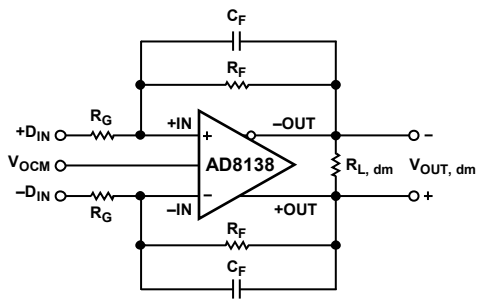 C_F
R_F
R_G
+D_IN
+IN
+
–OUT
–
V_OCM
AD8138
R_L, dm
V_OUT, dm
–D_IN
–
R_G
–IN
+OUT
+
R_F
C_F